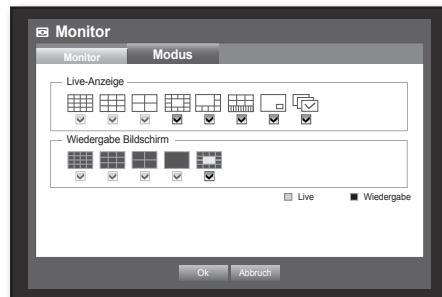 Monitor
Monitor Modus
Live-Anzeige
Wiedergabe Bildschirm
Live Wiedergabe
Ok Abbruch